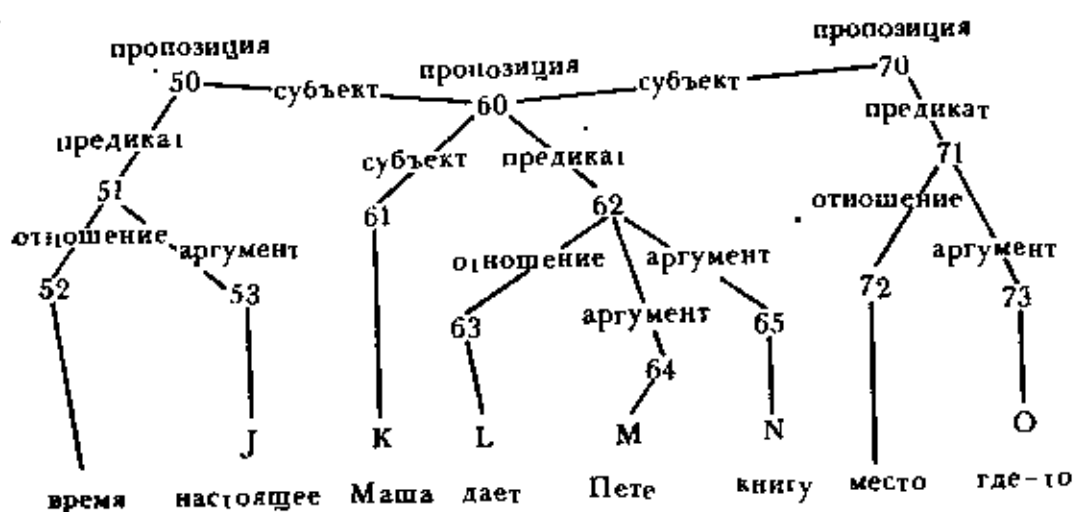 пропозиция пропозиция пропозиция
50 субъект 60 субъект 70
предикат субъект предикат предикат
51 61 62 71
отношение аргумент отношение аргумент отношение аргумент
52 53 63 аргумент 65 72 73
64
J K L M N O
время настоящее Маша дает Пете книгу место где-то